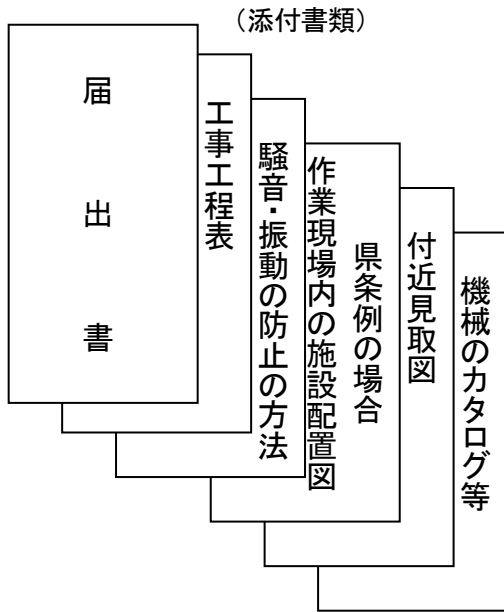 （添付書類）
届出書
工事工程表
騒音・振動の防止の方法
県条例の場合
作業現場内の施設配置図
付近見取図
機械のカタログ等